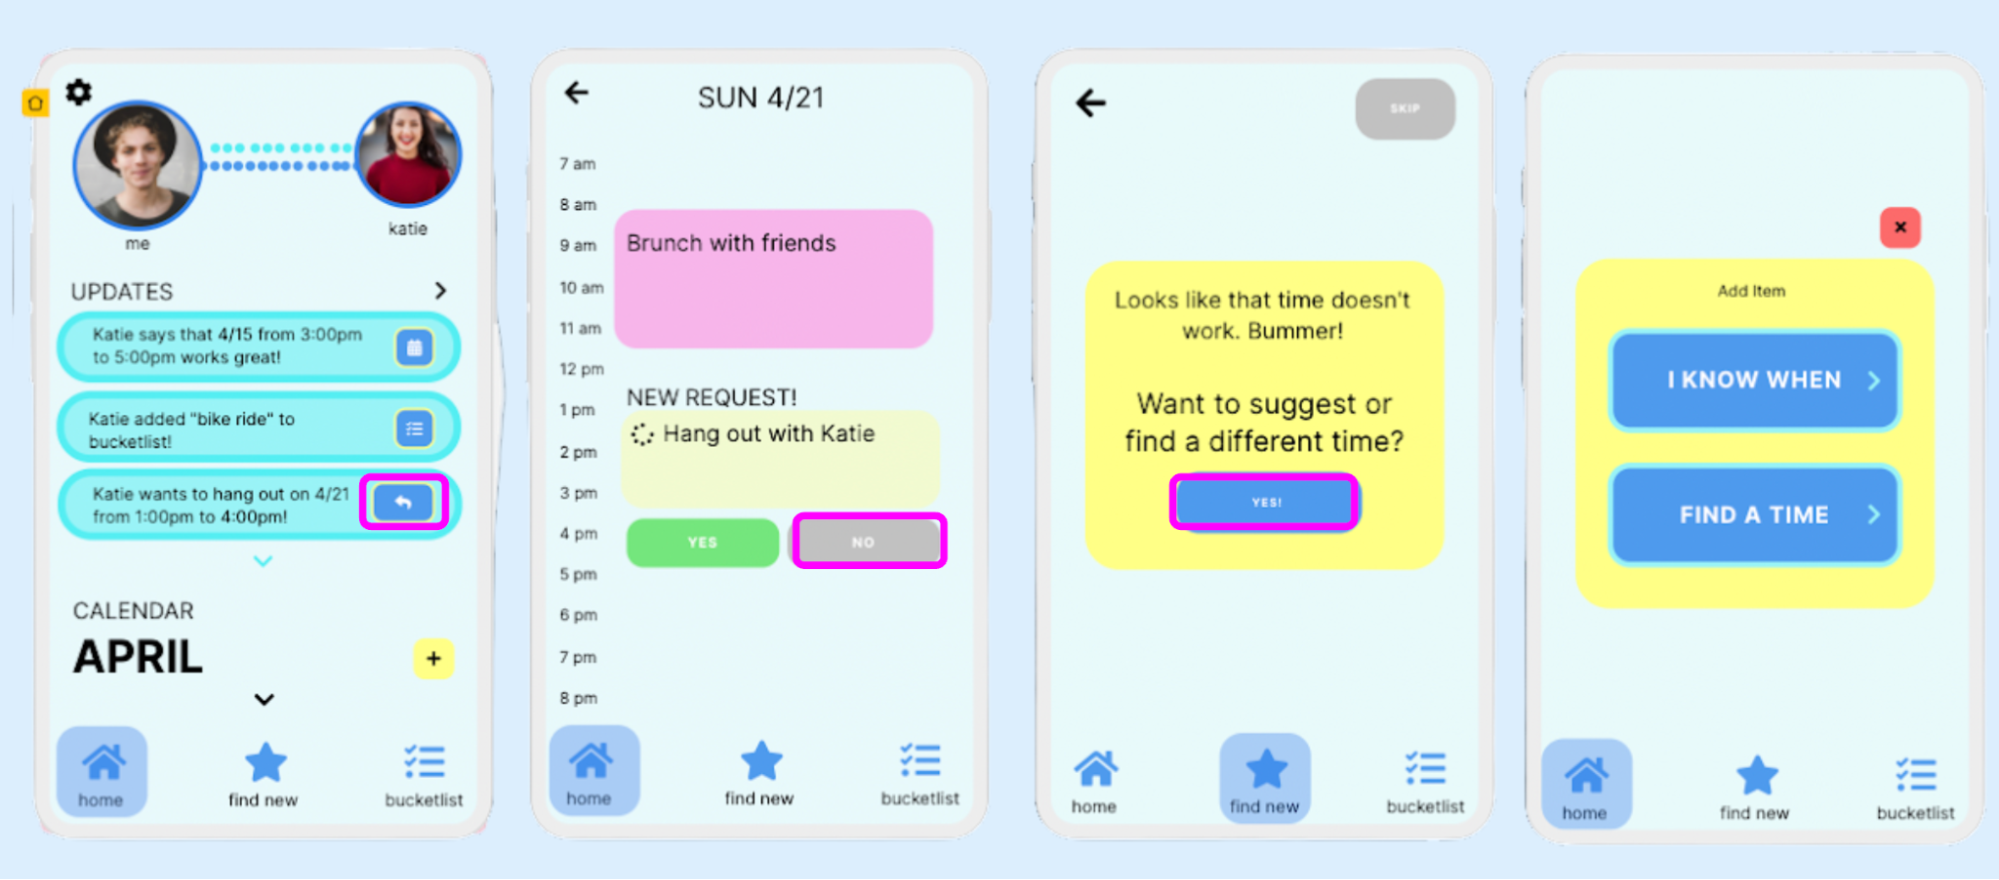 me
katie
UPDATES
Katie says that 4/15 from 3:00pm
to 5:00pm works great!
Katie added "bike ride" to
bucketlist!
Katie wants to hang out on 4/21
from 1:00pm to 4:00pm!
CALENDAR
APRIL
+
home
find new
bucketlist
SUN 4/21
7 am
8 am
9 am
Brunch with friends
10 am
11 am
12 pm
NEW REQUEST!
1 pm
Hang out with Katie
2 pm
3 pm
4 pm
YES
NO
5 pm
6 pm
7 pm
8 pm
home
find new
bucketlist
SKIP
Looks like that time doesn't
work. Bummer!
Want to suggest or
find a different time?
YES!
home
find new
bucketlist
×
Add Item
I KNOW WHEN
FIND A TIME
home
find new
bucketlist